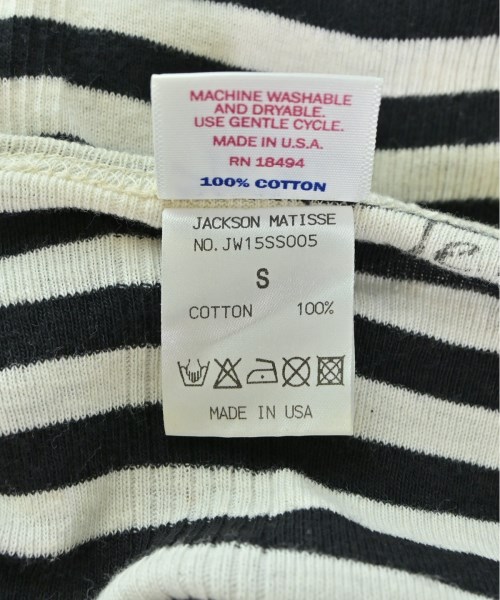 MACHINE WASHABLE
AND DRYABLE.
USE GENTLE CYCLE.
MADE IN U.S.A.
RN 18494
100% COTTON
JACKSON MATISSE
NO. JW15SS005
S
COTTON 100%
MADE IN USA